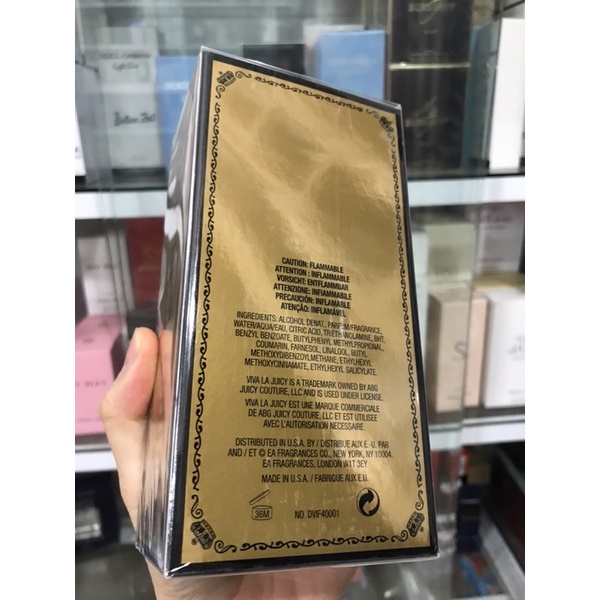 CAUTION: FLAMMABLE
ATTENTION : INFLAMMABLE
VORSICHT: ENTFLAMMBAR
ATTENZIONE: INFIAMMABILE
PRECAUCIÓN: INFLAMABLE
ATENÇÃO: INFLAMÁVEL
INGREDIENTS: ALCOHOL DENAT., PARFUM/FRAGRANCE,
WATER/AQUA/EAU, CITRIC ACID, TRIETHANOLAMINE, BHT,
BENZYL BENZOATE, BUTYLPHENYL METHYLPROPIONAL,
COUMARIN, FARNESOL, LINALOOL, BUTYL
METHOXYDIBENZOYLMETHANE, ETHYLHEXYL
METHOXYCINNAMATE, ETHYLHEXYL SALICYLATE.
VIVA LA JUICY IS A TRADEMARK OWNED BY ABG
JUICY COUTURE, LLC AND IS USED UNDER LICENSE.
VIVA LA JUICY EST UNE MARQUE COMMERCIALE
DE ABG JUICY COUTURE, LLC ET EST UTILISÉE
AVEC L'AUTORISATION NECESSAIRE.
DISTRIBUTED IN U.S.A. BY / DISTRIBUE AUX E.-U. PAR
AND / ET © EA FRAGRANCES CO., NEW YORK, NY 10004.
EA FRAGRANCES, LONDON W1T 3EY
MADE IN U.S.A. / FABRIQUE AUX E.U.
36M
NO. DVIF40001